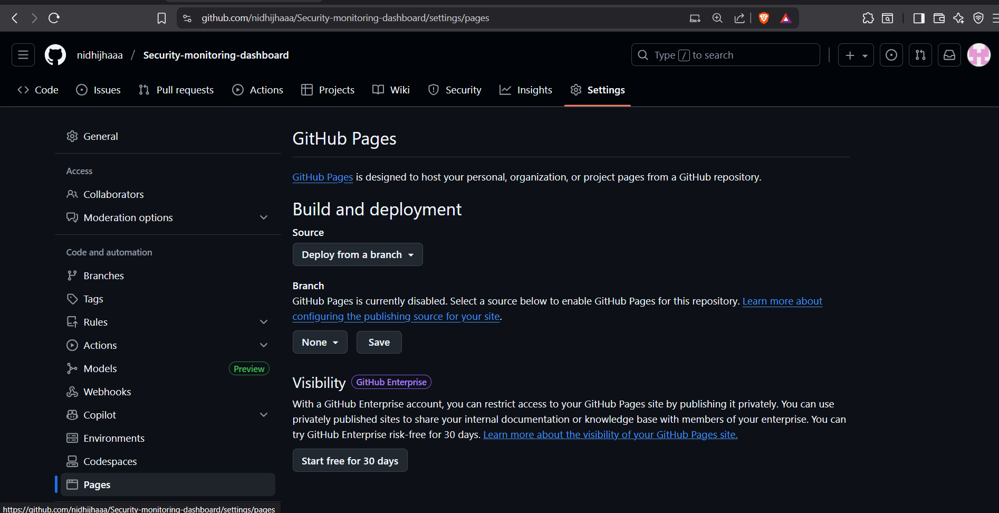 github.com/nidhijhaaa/Security-monitoring-dashboard/settings/pages
nidhijhaaa / Security-monitoring-dashboard
Type / to search
Code Issues Pull requests Actions Projects Wiki Security Insights Settings
General
Access
Collaborators
Moderation options
Code and automation
Branches
Tags
Rules
Actions
Models Preview
Webhooks
Copilot
Environments
Codespaces
Pages
GitHub Pages
GitHub Pages is designed to host your personal, organization, or project pages from a GitHub repository.
Build and deployment
Source
Deploy from a branch
Branch
GitHub Pages is currently disabled. Select a source below to enable GitHub Pages for this repository. Learn more about
configuring the publishing source for your site.
None Save
Visibility GitHub Enterprise
With a GitHub Enterprise account, you can restrict access to your GitHub Pages site by publishing it privately. You can use
privately published sites to share your internal documentation or knowledge base with members of your enterprise. You can
try GitHub Enterprise risk-free for 30 days. Learn more about the visibility of your GitHub Pages site.
Start free for 30 days
https://github.com/nidhijhaaa/Security-monitoring-dashboard/settings/pages